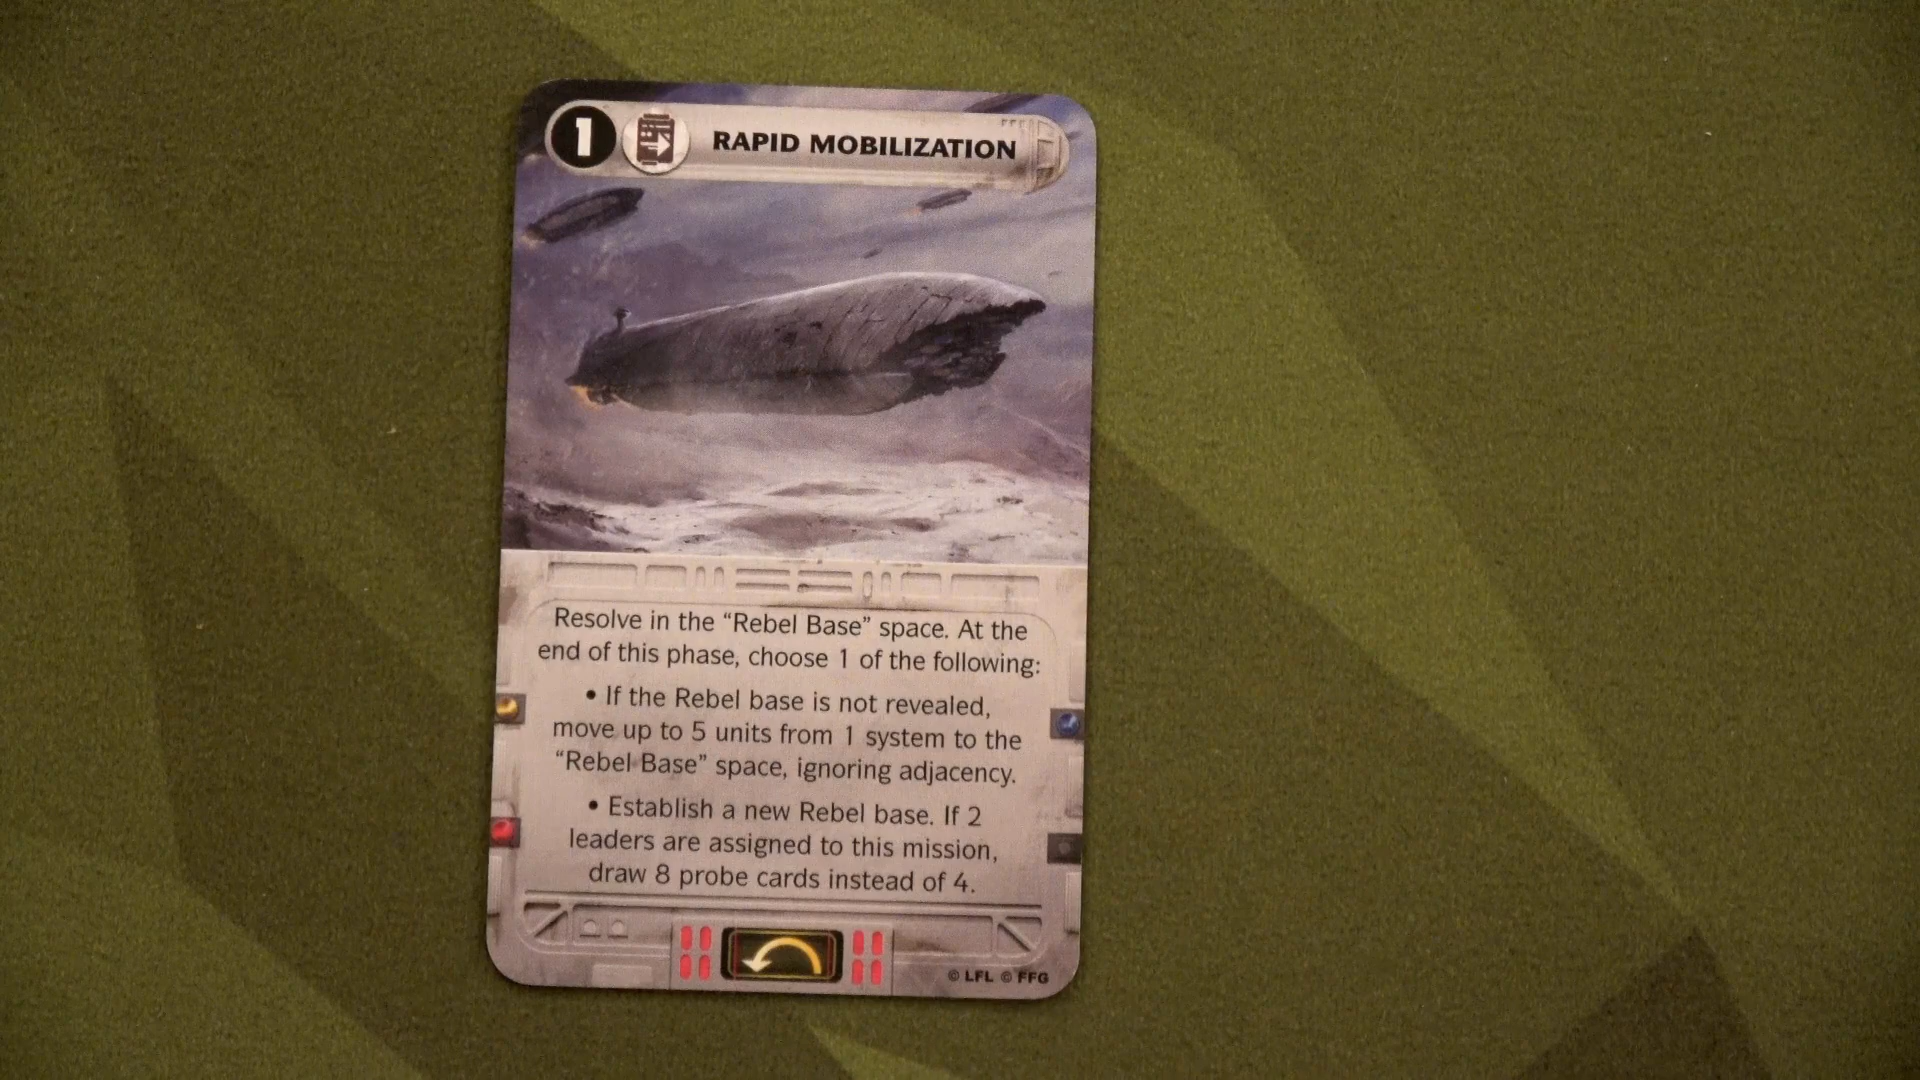 1 RAPID MOBILIZATION
Resolve in the “Rebel Base” space. At the
end of this phase, choose 1 of the following:
• If the Rebel base is not revealed,
move up to 5 units from 1 system to the
“Rebel Base” space, ignoring adjacency.
• Establish a new Rebel base. If 2
leaders are assigned to this mission,
draw 8 probe cards instead of 4.
© LFL © FFG